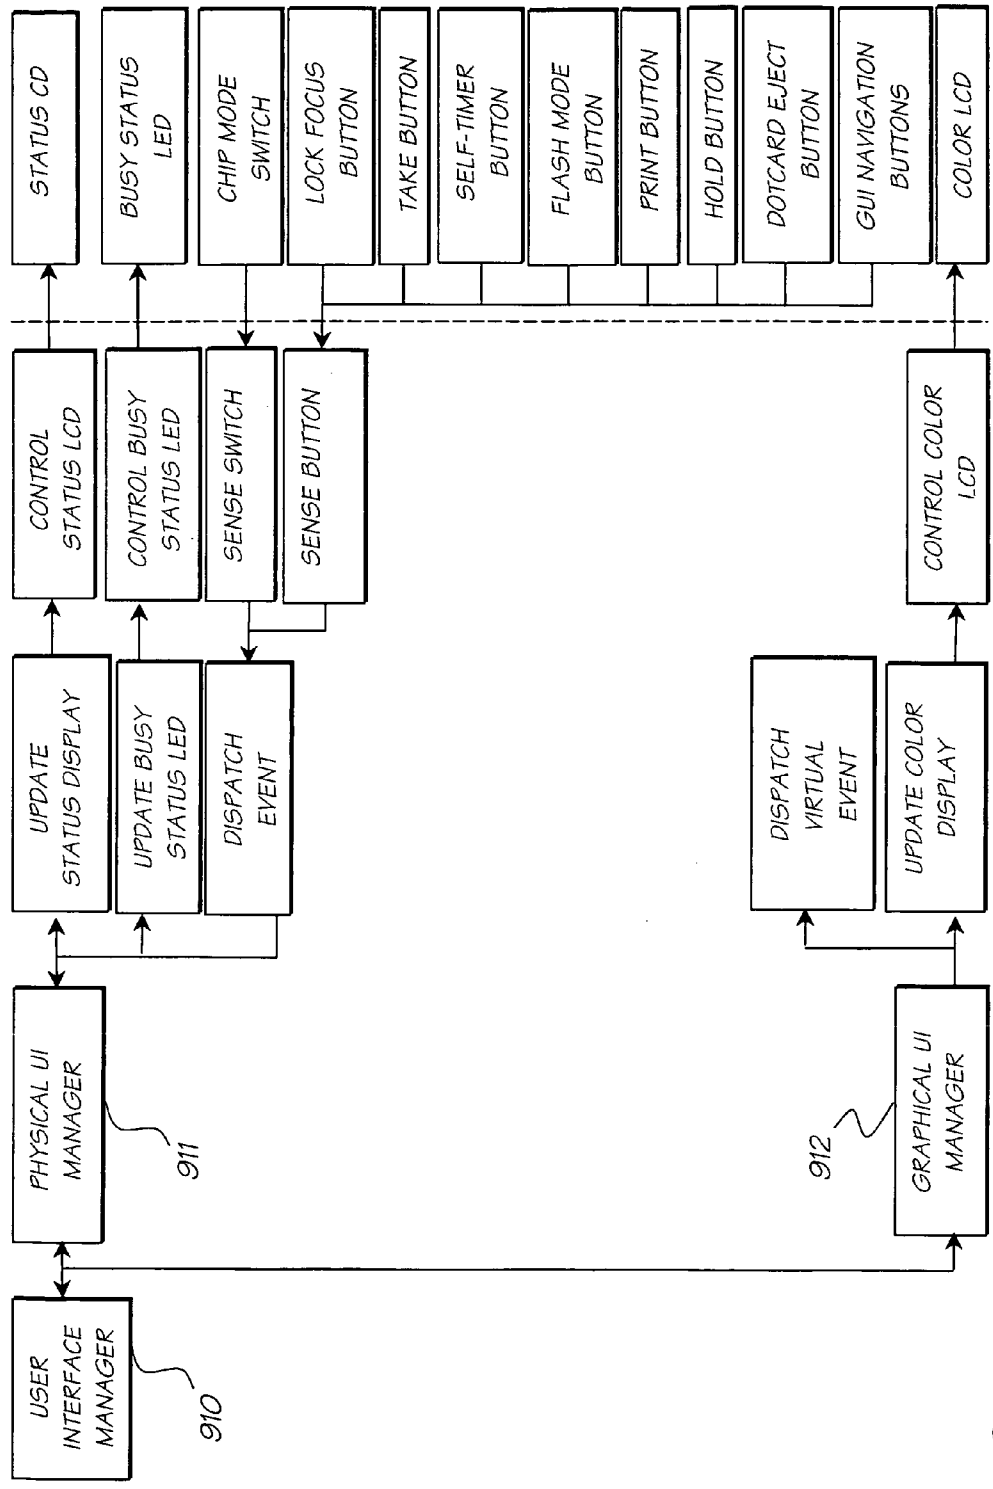 USER
INTERFACE
MANAGER
910
PHYSICAL UI
MANAGER
911
UPDATE
STATUS DISPLAY
UPDATE BUSY
STATUS LED
DISPATCH
EVENT
CONTROL
STATUS LCD
CONTROL BUSY
STATUS LED
SENSE SWITCH
SENSE BUTTON
STATUS CD
BUSY STATUS
LED
CHIP MODE
SWITCH
LOCK FOCUS
BUTTON
TAKE BUTTON
SELF-TIMER
BUTTON
FLASH MODE
BUTTON
PRINT BUTTON
HOLD BUTTON
DOTCARD EJECT
BUTTON
GUI NAVIGATION
BUTTONS
COLOR LCD
912
GRAPHICAL UI
MANAGER
DISPATCH
VIRTUAL
EVENT
UPDATE COLOR
DISPLAY
CONTROL COLOR
LCD